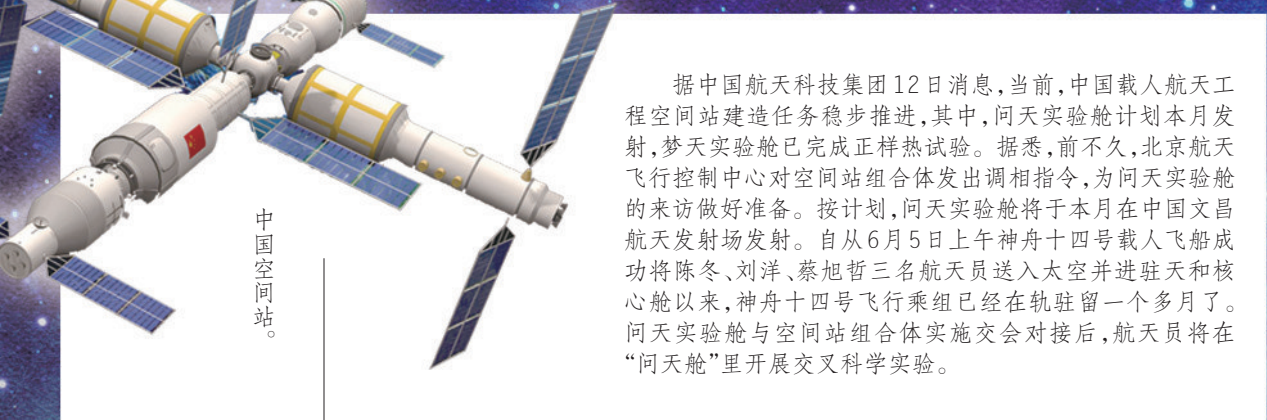 中国空间站。
据中国航天科技集团12日消息,当前,中国载人航天工
程空间站建造任务稳步推进,其中,问天实验舱计划本月发
射,梦天实验舱已完成正样热试验。据悉,前不久,北京航天
飞行控制中心对空间站组合体发出调相指令,为问天实验舱
的来访做好准备。按计划,问天实验舱将于本月在中国文昌
航天发射场发射。自从6月5日上午神舟十四号载人飞船成
功将陈冬、刘洋、蔡旭哲三名航天员送入太空并进驻天和核
心舱以来,神舟十四号飞行乘组已经在轨驻留一个多月了。
问天实验舱与空间站组合体实施交会对接后,航天员将在
“问天舱”里开展交叉科学实验。